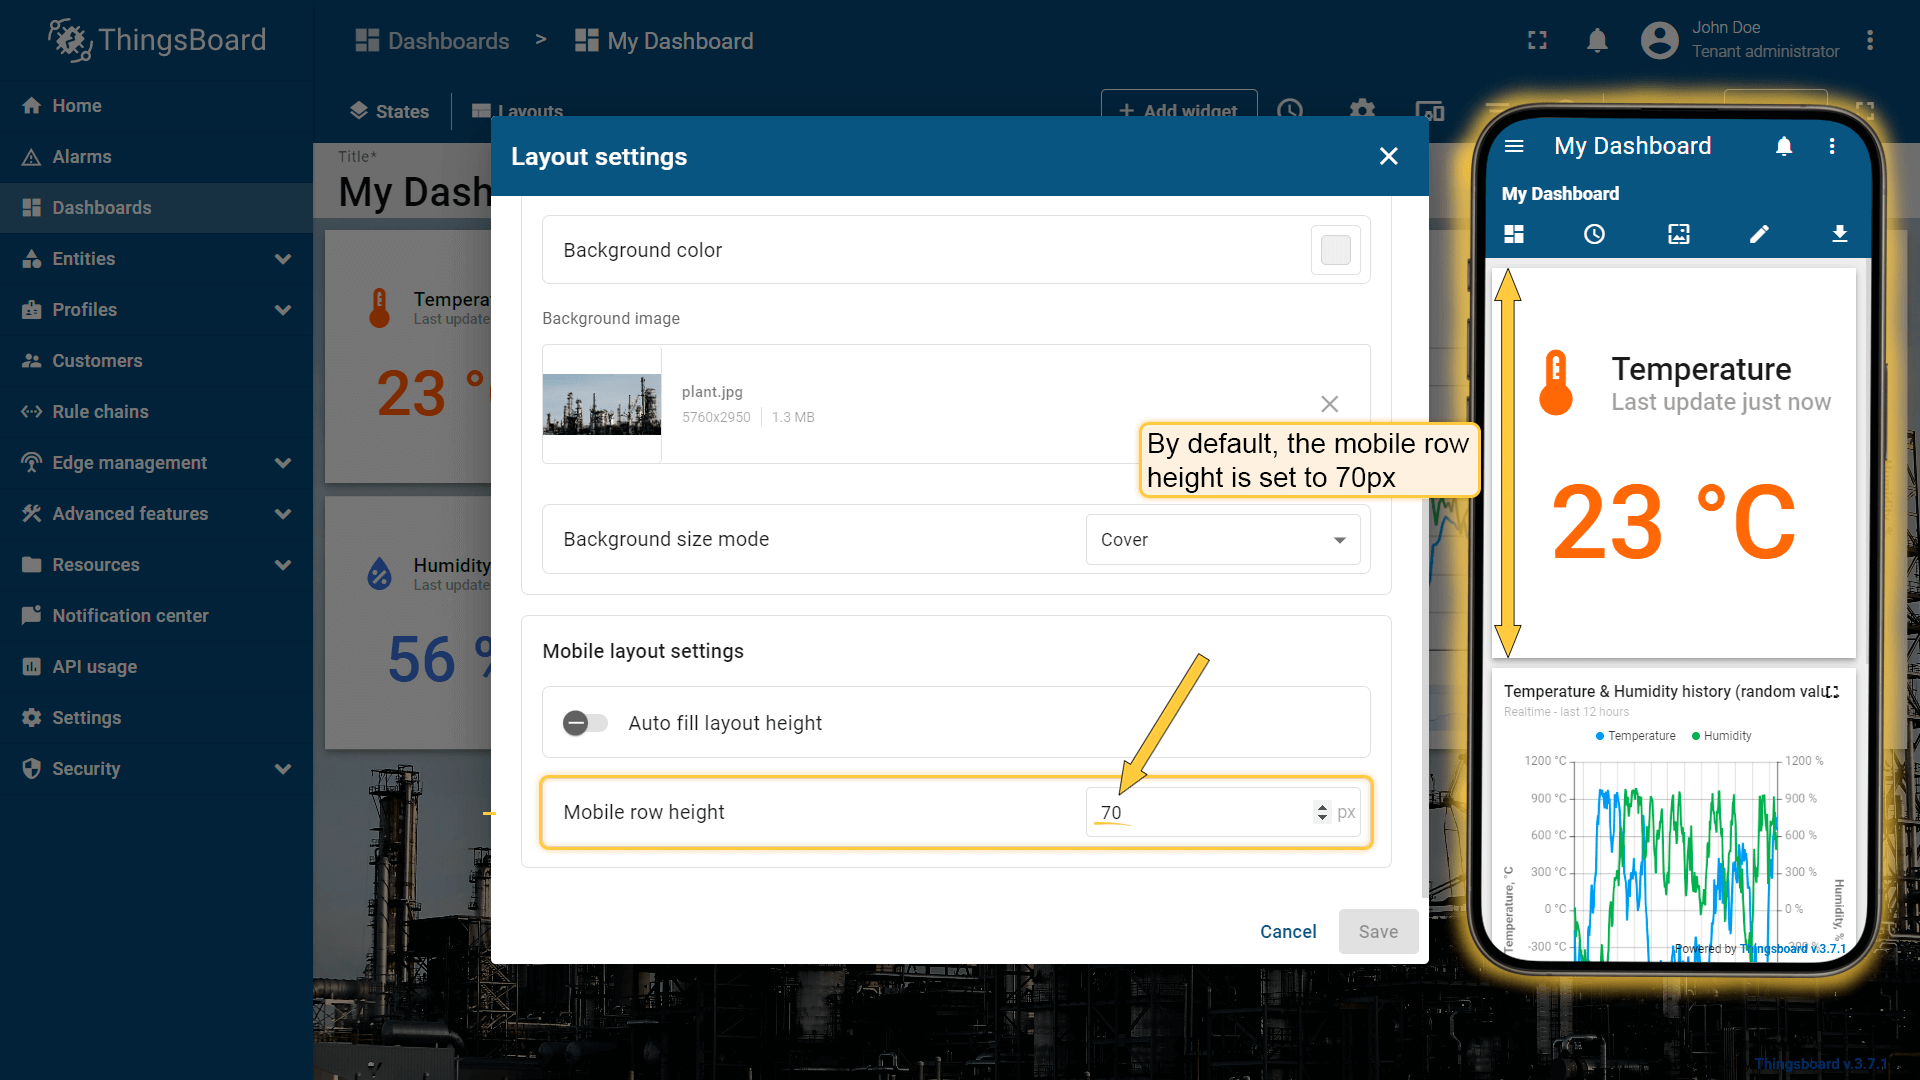 ThingsBoard
Dashboards > My Dashboard
John Doe
Tenant administrator
Home
Alarms
Dashboards
Entities
Profiles
Customers
Rule chains
Edge management
Advanced features
Resources
Notification center
API usage
Settings
Security
States
Layouts
+ Add widget
Title*
My Dash
Tempera
Last update
23 °
Humidity
Last update
56 %
Layout settings
Background color
Background image
plant.jpg
5760x2950 1.3 MB
By default, the mobile row
height is set to 70px
Background size mode
Cover
Mobile layout settings
Auto fill layout height
Mobile row height
70
px
Cancel
Save
My Dashboard
My Dashboard
Temperature
Last update just now
23 °C
Temperature & Humidity history (random valu
Realtime - last 12 hours
Temperature Humidity
1200 °C 1200 %
900 °C 900 %
600 °C 600 %
300 °C 300 %
0 °C 0 %
-300 °C -300 %
Temperature, °C
Humidity, %
Powered by Thingsboard v.3.7.1
Thingsboard v.3.7.1